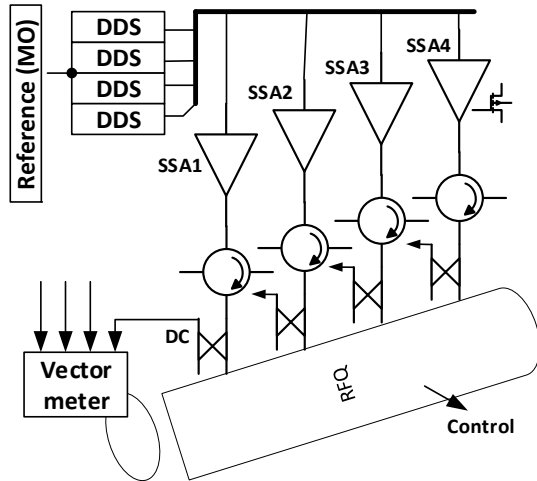 Reference (MO)
DDS
DDS
DDS
DDS
SSA1
SSA2
SSA3
SSA4
DC
Vector
meter
RFQ
Control